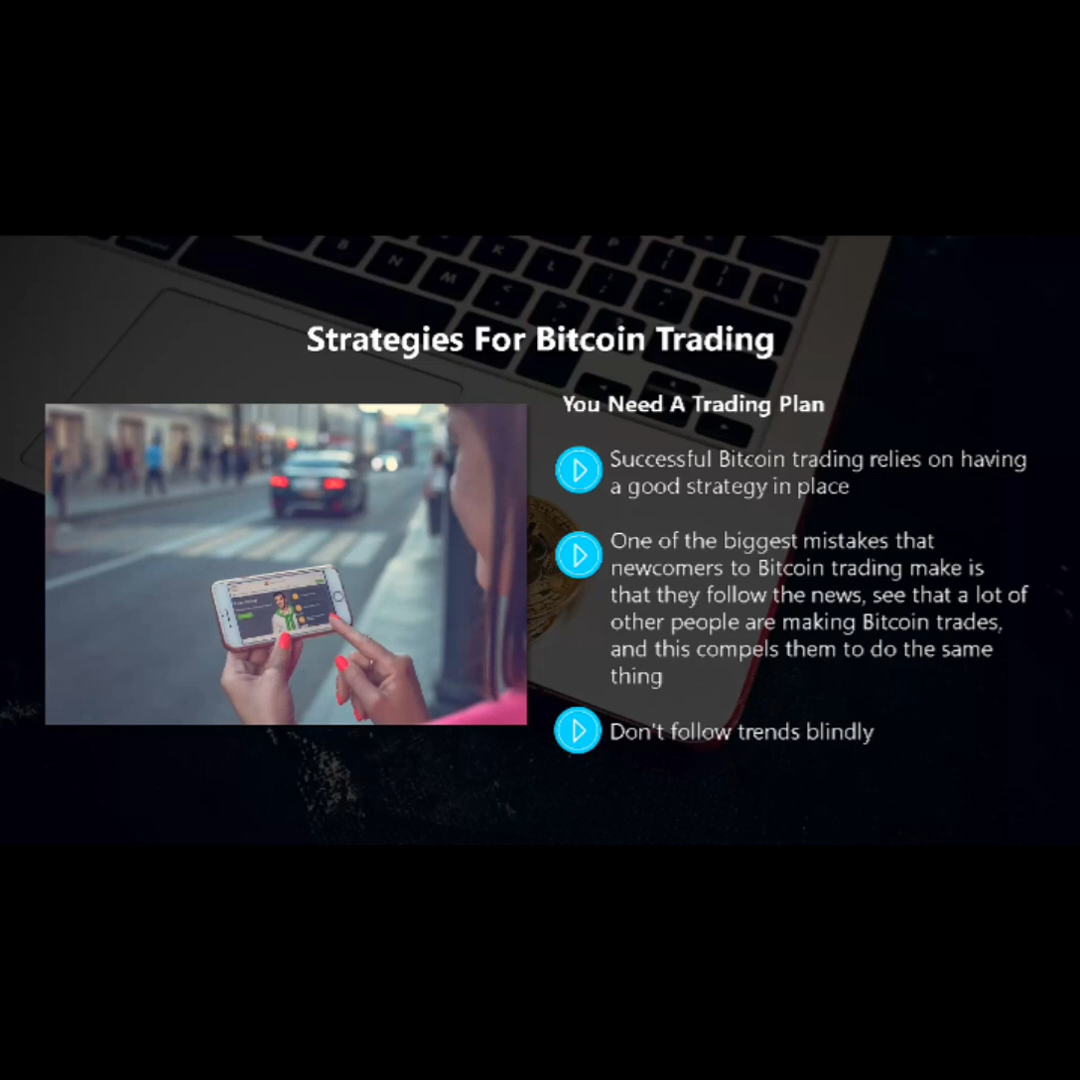 Strategies For Bitcoin Trading
You Need A Trading Plan
Successful Bitcoin trading relies on having
a good strategy in place
One of the biggest mistakes that
newcomers to Bitcoin trading make is
that they follow the news, see that a lot of
other people are making Bitcoin trades,
and this compels them to do the same
thing
Don't follow trends blindly